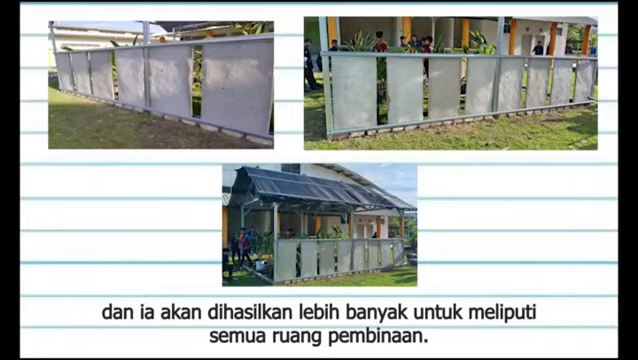 dan ia akan dihasilkan lebih banyak untuk meliputi
semua ruang pembinaan.